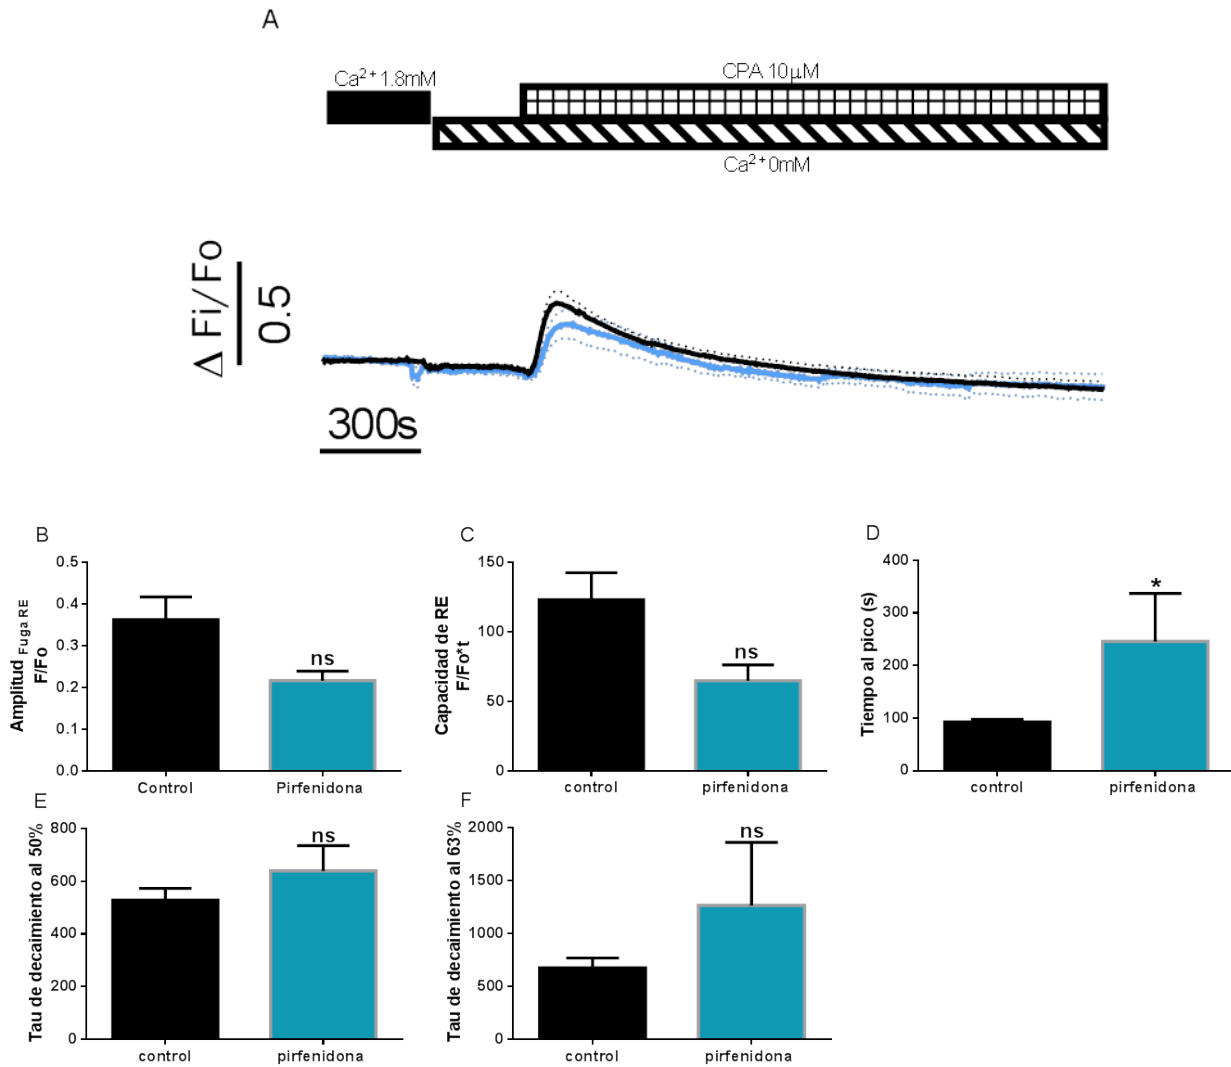 A
Ca²⁺ 1.8mM
CPA 10µM
Ca²⁺ 0mM
Δ Fi/Fo
0.5
300s
B
Amplitud Fuga RE
F/Fo
0.5
0.4
0.3
0.2
0.1
0.0
ns
Control
Pirfenidona
C
Capacidad de RE
F/Fo*t
150
100
50
0
ns
control
pirfenidona
D
Tiempo al pico (s)
400
300
200
100
0
*
control
pirfenidona
E
Tau de decaimiento al 50%
800
600
400
200
0
ns
control
pirfenidona
F
Tau de decaimiento al 63%
2000
1500
1000
500
0
ns
control
pirfenidona